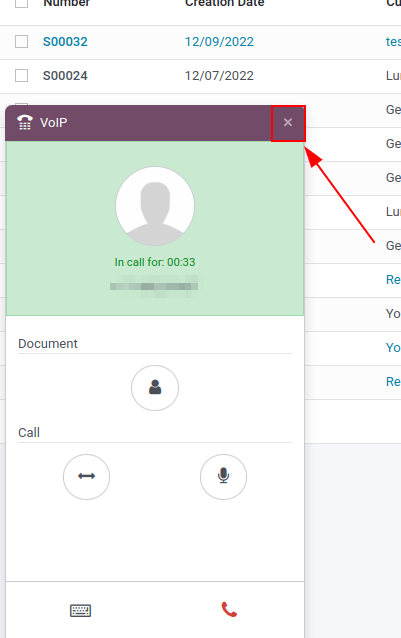 Number Creation Date Cu
S00032 12/09/2022 tes
S00024 12/07/2022 Lu
Ge
VoIP ×
Ge
Ge
Lu
Ge
In call for: 00:33
Re
Yo
Document
Yo
Re
Call